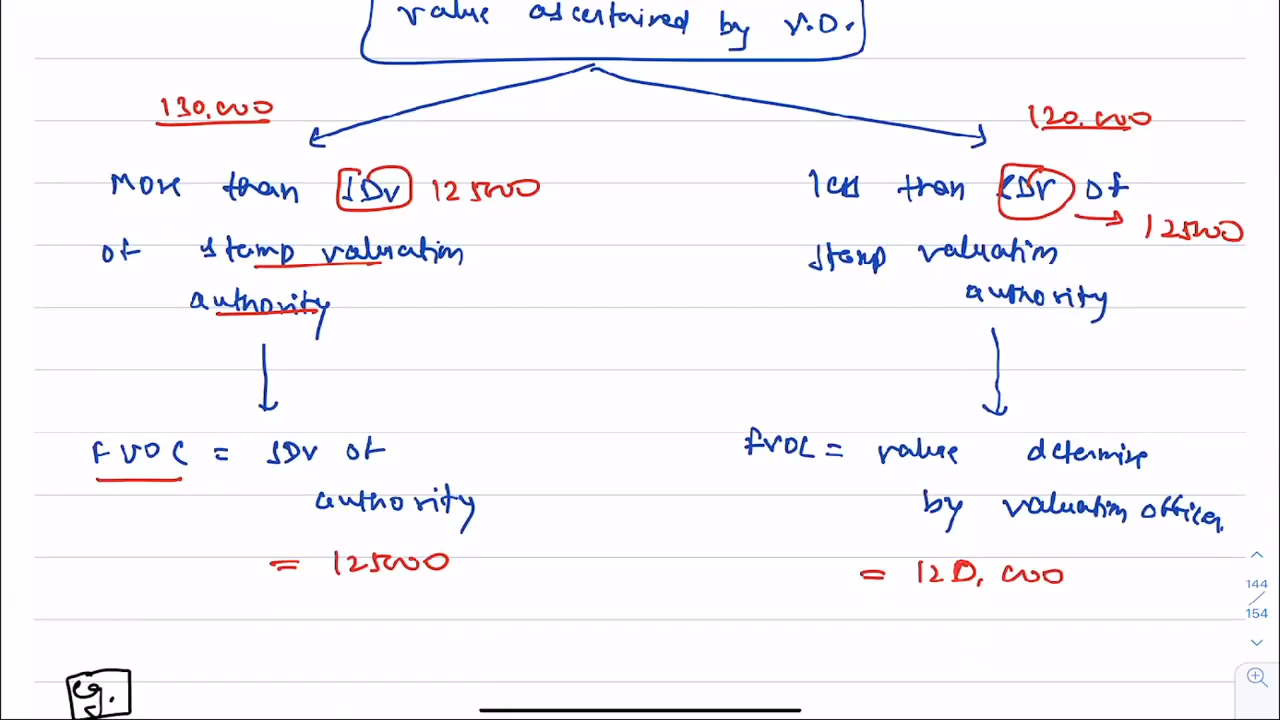 value ascertained by V.O.
130,000
120,000
More than SDV 125000
less than SDV of
125000
of stamp valuation
stamp valuation
authority
authority
FVOC = SDV of
FVOC = value determine
authority
by valuation officer
= 125000
= 120,000
144
154
eg.